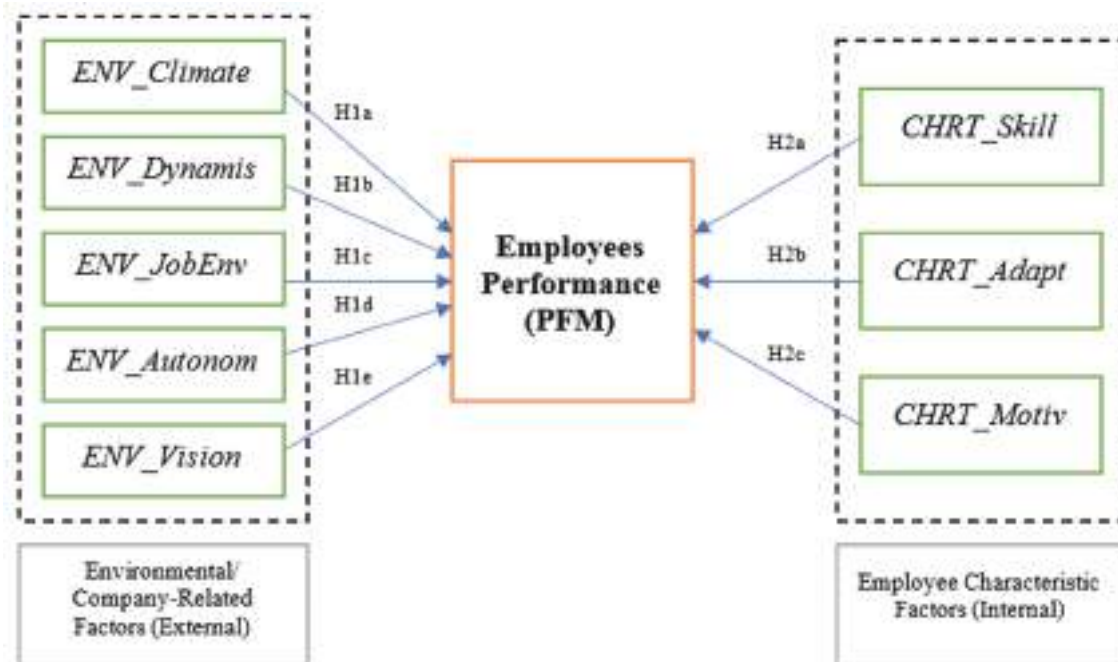 ENV_Climate
ENV_Dynamis
ENV_JobEnv
ENV_Autonom
ENV_Vision
H1a
H1b
H1c
H1d
H1e
Employees
Performance
(PFM)
H2a
H2b
H2c
CHRT_Skill
CHRT_Adapt
CHRT_Motiv
Environmental/
Company-Related
Factors (External)
Employee Characteristic
Factors (Internal)